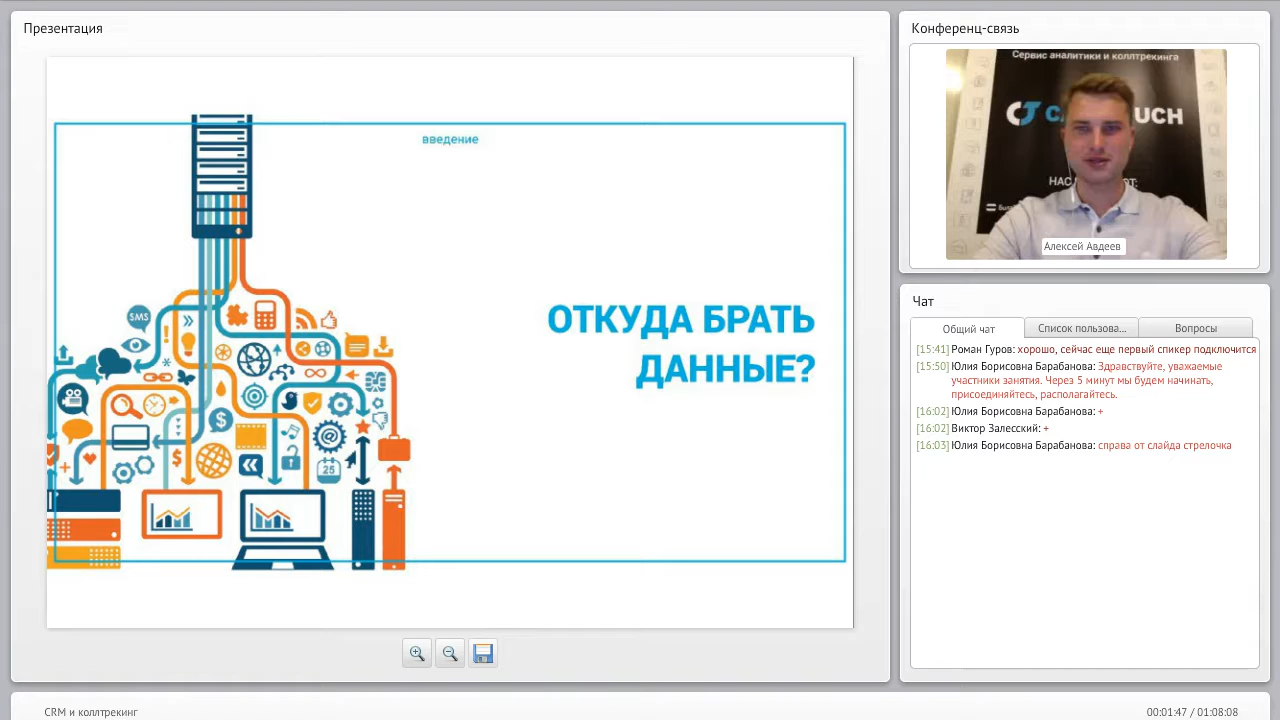 Презентация
введение
SMS
ОТКУДА БРАТЬ
ДАННЫЕ?
25
Конференц-связь
Сервис аналитики и коллтрекинга
UCH
Алексей Авдеев
Чат
Общий чат
Список пользова...
Вопросы
[15:41] Роман Гуров: хорошо, сейчас еще первый спикер подключится
[15:50] Юлия Борисовна Барабанова: Здравствуйте, уважаемые
участники занятия. Через 5 минут мы будем начинать,
присоединяйтесь, располагайтесь.
[16:02] Юлия Борисовна Барабанова: +
[16:02] Виктор Залесский: +
[16:03] Юлия Борисовна Барабанова: справа от слайда стрелочка
CRM и коллтрекинг
00:01:47 / 01:08:08